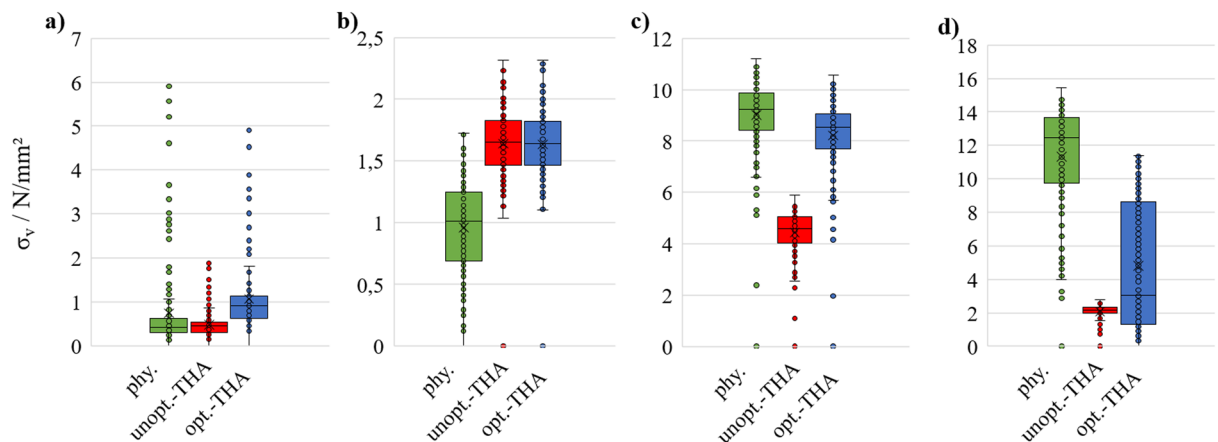 a)
7
6
5
4
3
2
1
0
σv / N/mm²
phy.
unopt.-THA
opt.-THA
b)
2,5
2
1,5
1
0,5
0
phy.
unopt.-THA
opt.-THA
c)
12
10
8
6
4
2
0
phy.
unopt.-THA
opt.-THA
d)
18
16
14
12
10
8
6
4
2
0
phy.
unopt.-THA
opt.-THA